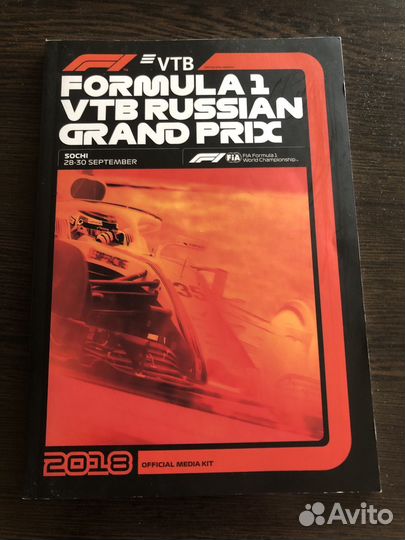 F1 VTB
FORMULA 1
VTB RUSSIAN
GRAND PRIX
SOCHI
28-30 SEPTEMBER
F1 FIA FIA Formula 1
World Championship
2018 OFFICIAL MEDIA KIT
Avito